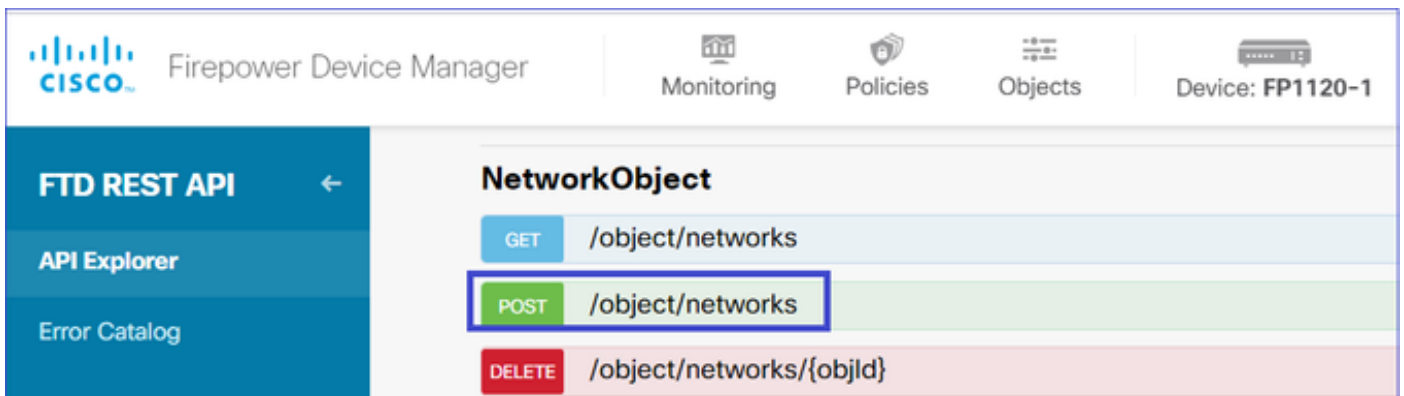 CISCO
Firepower Device Manager
Monitoring
Policies
Objects
Device: FP1120-1
FTD REST API ←
API Explorer
Error Catalog
NetworkObject
GET /object/networks
POST /object/networks
DELETE /object/networks/{objId}